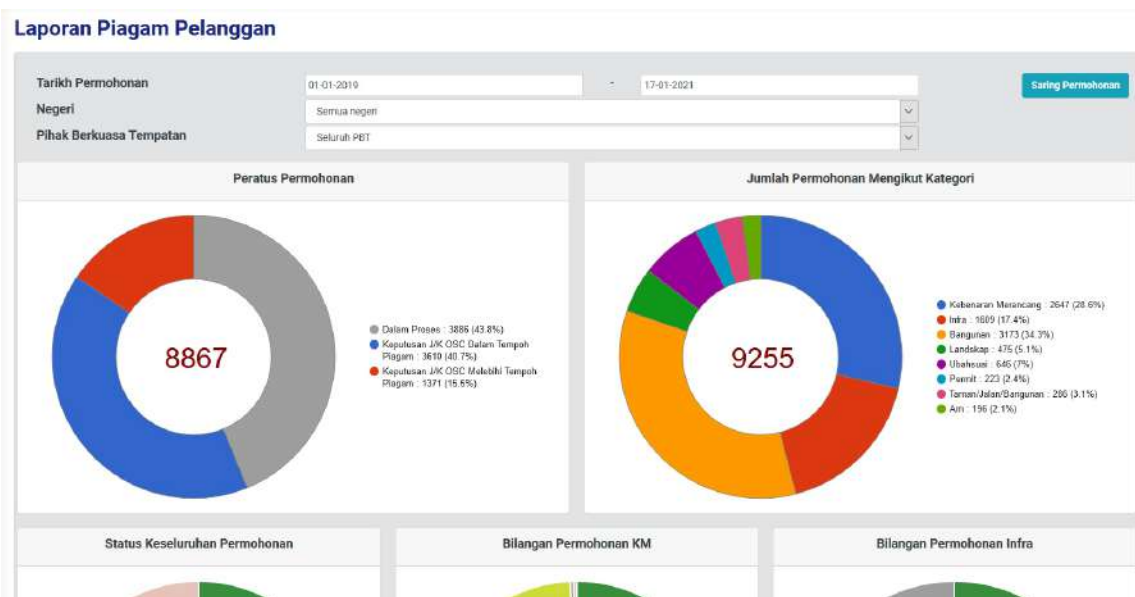 Laporan Piagam Pelanggan
Tarikh Permohonan
01-01-2019
-
17-01-2021
Saring Permohonan
Negeri
Semua negeri
Pihak Berkuasa Tempatan
Seluruh PBT
Peratus Permohonan
8867
Dalam Proses : 3886 (43.8%)
Keputusan J/K OSC Dalam Tempoh
Piagam : 3610 (40.7%)
Keputusan J/K OSC Melebihi Tempoh
Piagam : 1371 (15.5%)
Jumlah Permohonan Mengikut Kategori
9255
Kebenaran Merancang : 2647 (28.6%)
Infra : 1609 (17.4%)
Bangunan : 3173 (34.3%)
Landskap : 475 (5.1%)
Ubahsuai : 646 (7%)
Permit : 223 (2.4%)
Taman/Jalan/Bangunan : 286 (3.1%)
Am : 196 (2.1%)
Status Keseluruhan Permohonan
Bilangan Permohonan KM
Bilangan Permohonan Infra